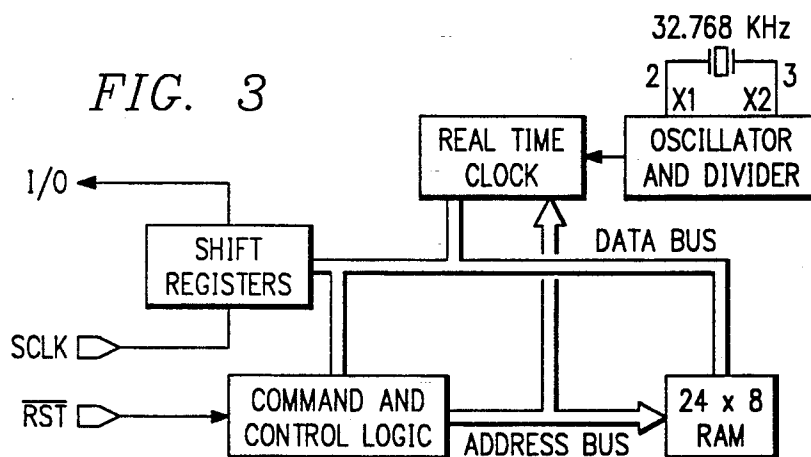 32.768 KHz
FIG. 3
2
3
X1 X2
REAL TIME
CLOCK
OSCILLATOR
AND DIVIDER
I/O
SHIFT
REGISTERS
DATA BUS
SCLK
RST
COMMAND AND
CONTROL LOGIC
ADDRESS BUS
24 x 8
RAM